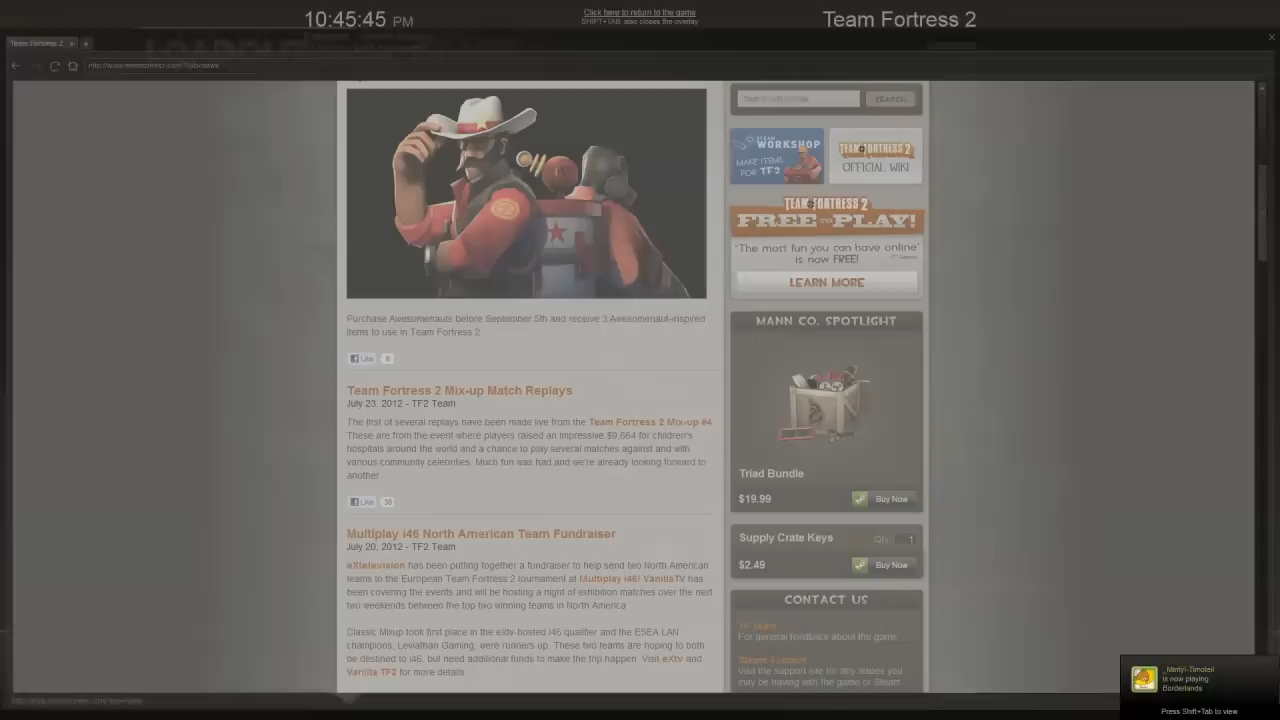 10:45:45 PM
Click here to return to the game
SHIFT+TAB also closes the overlay
Team Fortress 2
Team Fortress 2
SEARCH
STEAM
WORKSHOP
MAKE ITEMS
FOR TF2
TEAM FORTRESS 2
OFFICIAL WIKI
TEAM FORTRESS 2
FREE TO PLAY!
"The most fun you can have online"
is now FREE!
LEARN MORE
Purchase Awesomenauts before September 5th and receive 3 Awesomenaut-inspired
items to use in Team Fortress 2
Like 6
Team Fortress 2 Mix-up Match Replays
July 23, 2012 - TF2 Team
The first of several replays have been made live from the Team Fortress 2 Mix-up #4
These are from the event where players raised an impressive $9,664 for children's
hospitals around the world and a chance to play several matches against and with
various community celebrities. Much fun was had and we're already looking forward to
another
Like 38
Multiplay i46 North American Team Fundraiser
July 20, 2012 - TF2 Team
eXtelevision has been putting together a fundraiser to help send two North American
teams to the European Team Fortress 2 tournament at Multiplay i46! VanillaTV has
been covering the events and will be hosting a night of exhibition matches over the next
two weekends between the top two winning teams in North America
Classic Mixup took first place in the eXtv-hosted i46 qualifier and the ESEA LAN
champions, Leviathan Gaming, were runners up. These two teams are hoping to both
be destined to i46, but need additional funds to make the trip happen. Visit eXtv and
Vanilla TF2 for more details
MANN CO. SPOTLIGHT
Triad Bundle
$19.99
Buy Now
Supply Crate Keys
1
$2.49
Buy Now
CONTACT US
TF Team
For general feedback about the game.
Steam Support
Visit the support site for any issues you
may be having with the game or Steam.
is now playing
Borderlands
Press Shift+Tab to view